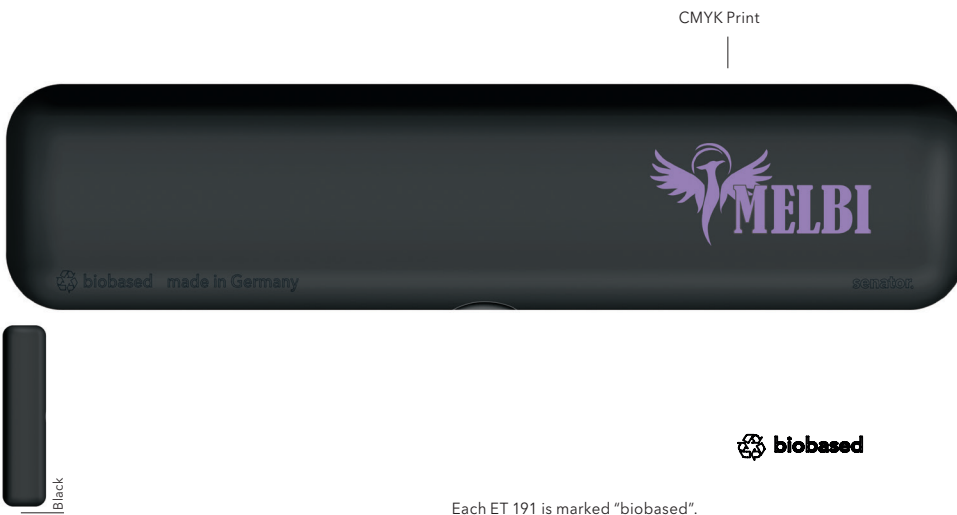 CMYK Print
MELBI
biobased made in Germany
senator.
Black
biobased
Each ET 191 is marked “biobased”.